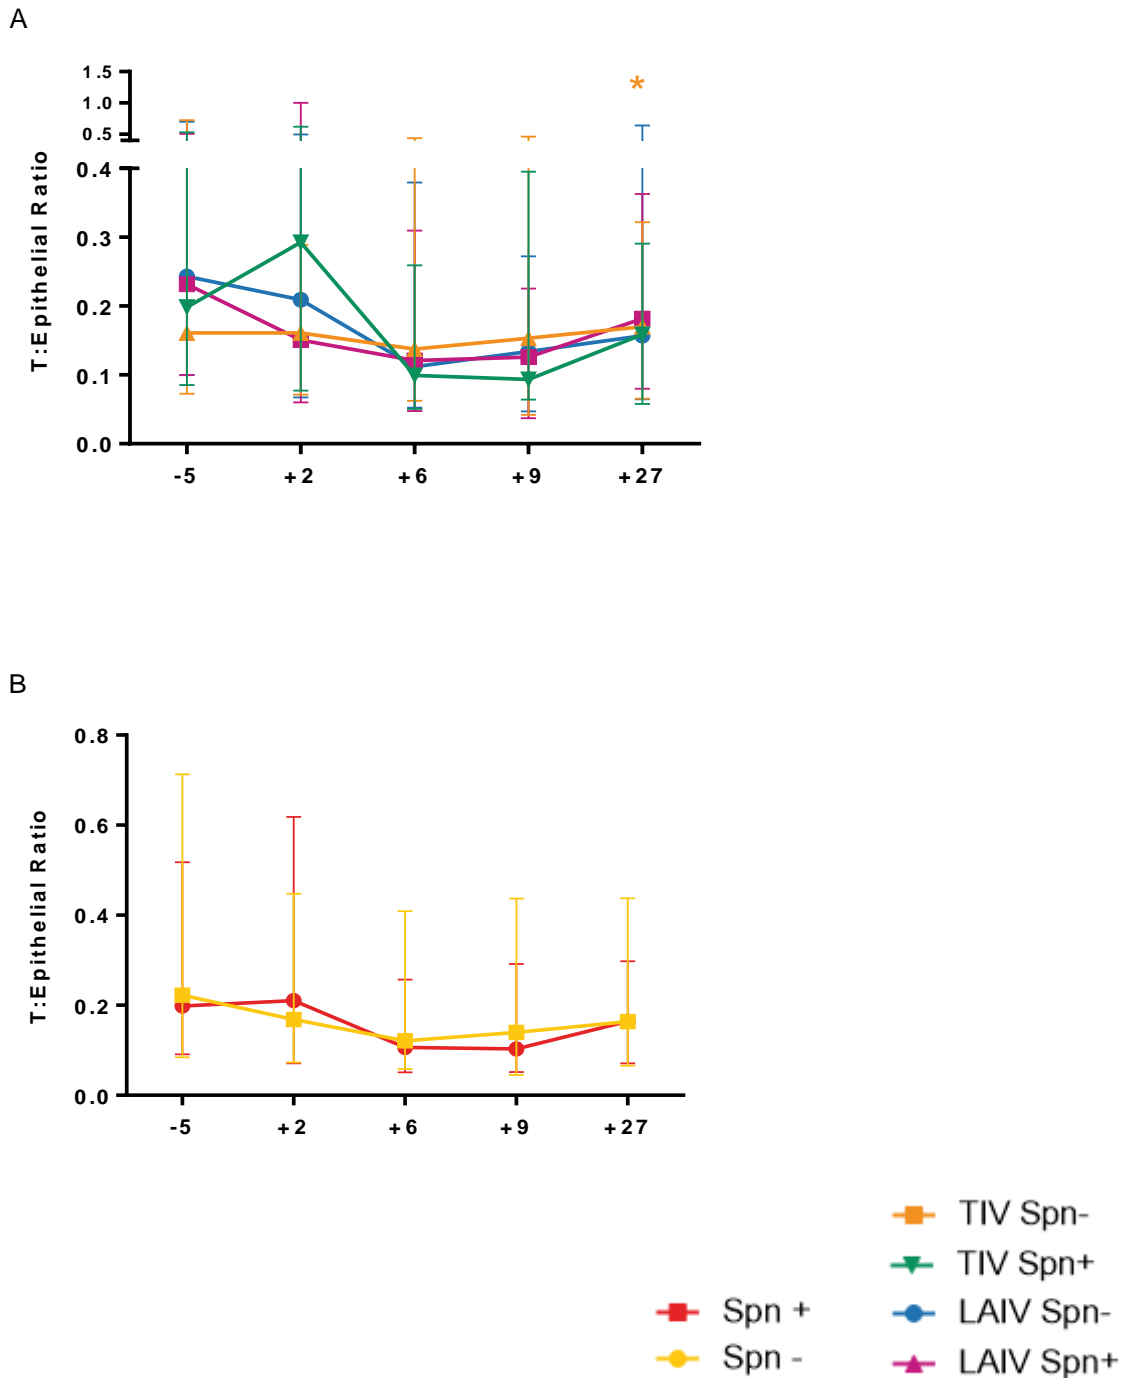 A
1.5
1.0
0.5
0.4
0.3
0.2
0.1
0.0
T:Epithelial Ratio
*
-5 +2 +6 +9 +27
B
0.8
0.6
0.4
0.2
0.0
T:Epithelial Ratio
-5 +2 +6 +9 +27
Spn +
Spn -
TIV Spn-
TIV Spn+
LAIV Spn-
LAIV Spn+